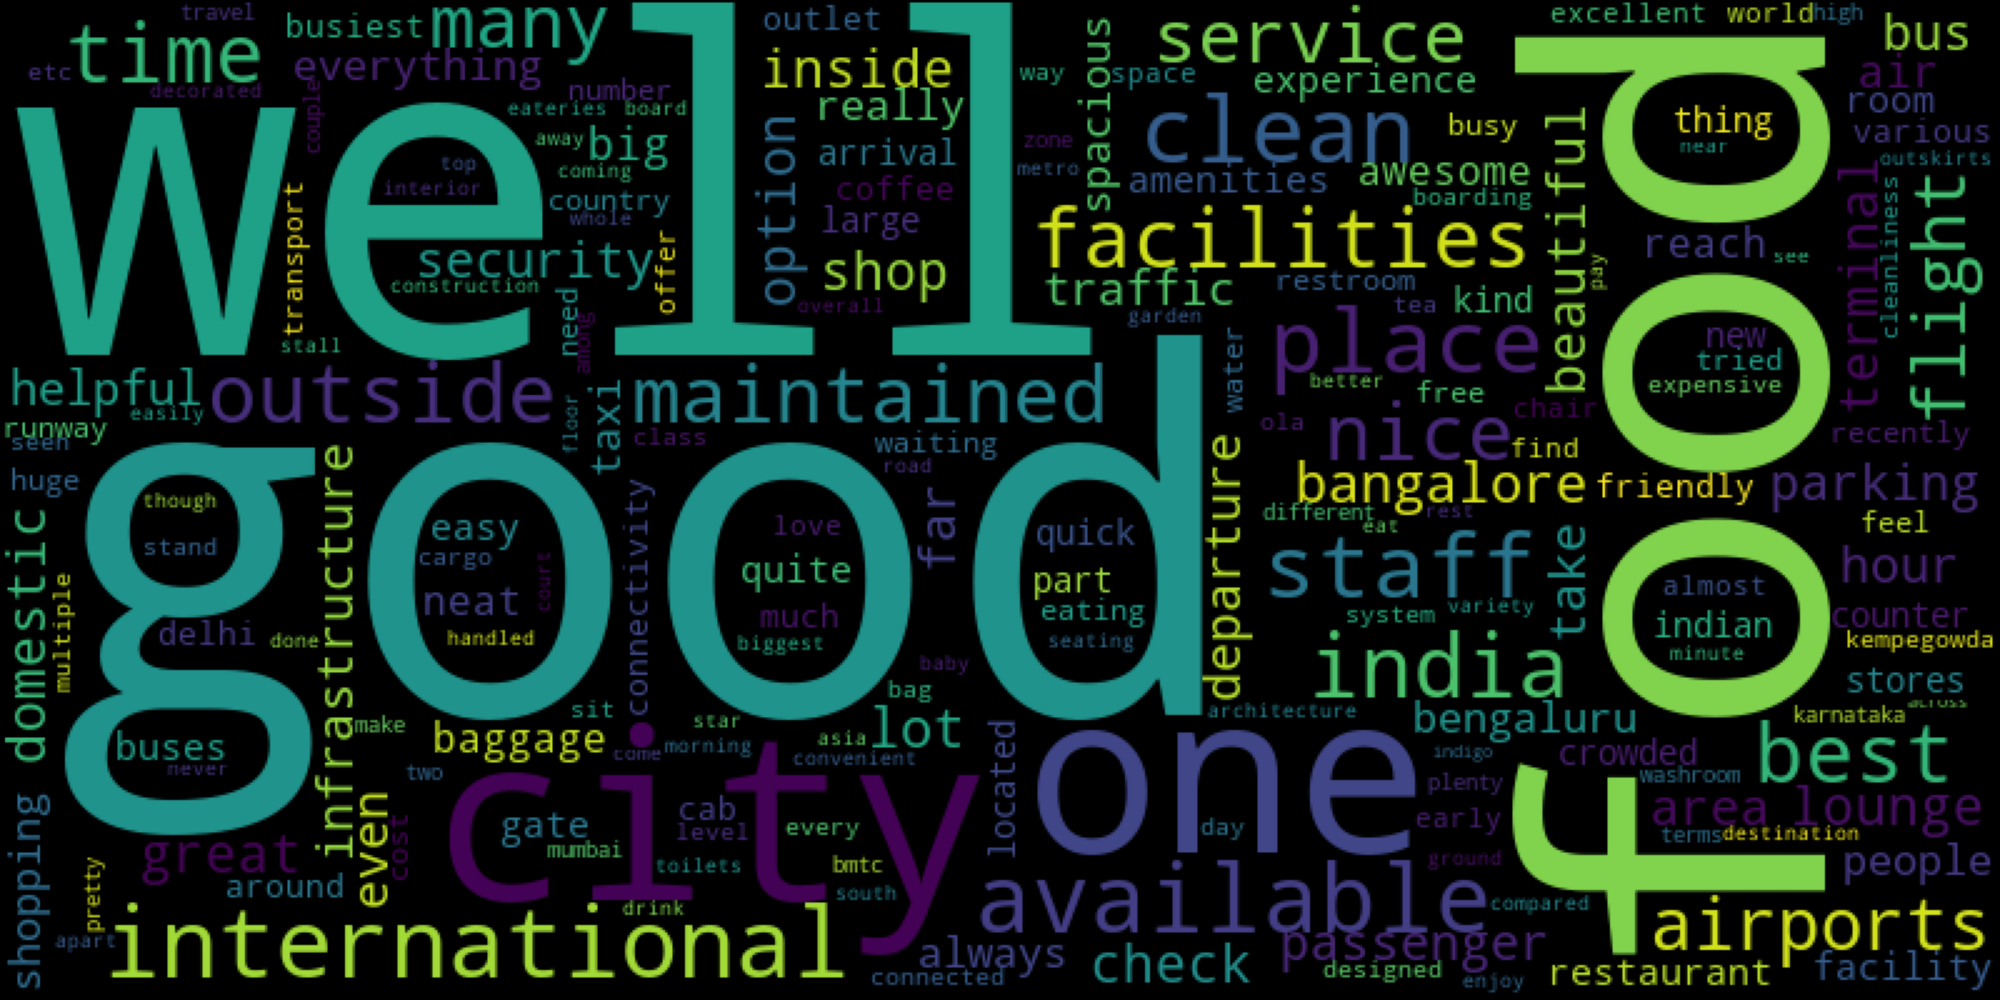 travel
busiest
many
well
outlet
time
etc
decorated
everything
couple
number
eateries
board
inside
really
way
space
spacious
service
experience
excellent
world
high
bus
air
room
various
outskirts
food
thing
near
away
big
coming
top
interior
country
whole
option
arrival
coffee
large
shop
overall
zone
metro
clean
busy
amenities
awesome
boarding
facilities
beautiful
reach
see
pay
terminal
cleanliness
flight
transport
security
construction
offer
stall
need
among
traffic
restroom
tea
kind
garden
place
new
tried
expensive
better
free
chair
helpful
easily
outside
floor
taxi
maintained
water
runway
seen
huge
class
waiting
road
ola
nice
find
recently
bangalore
friendly
parking
good
though
stand
infrastructure
easy
cargo
court
neat
handled
connectivity
love
quite
much
biggest
far
quick
part
eating
seating
departure
different
rest
eat
feel
staff
take
hour
almost
indian
minute
counter
kempegowda
system
variety
domestic
multiple
delhi
done
india
stores
across
baby
bag
lot
sit
star
asia
architecture
bengaluru
karnataka
best
buses
never
make
baggage
come
morning
convenient
two
city
located
one
indigo
crowded
washroom
plenty
area lounge
shopping
even
cost
gate
mumbai
cab
level
every
toilets
bmtc
south
day
early
terms
destination
people
great
around
ground
pretty
apart
international
drink
available
compared
airports
always
connected
check
passenger
designed
enjoy
restaurant
facility